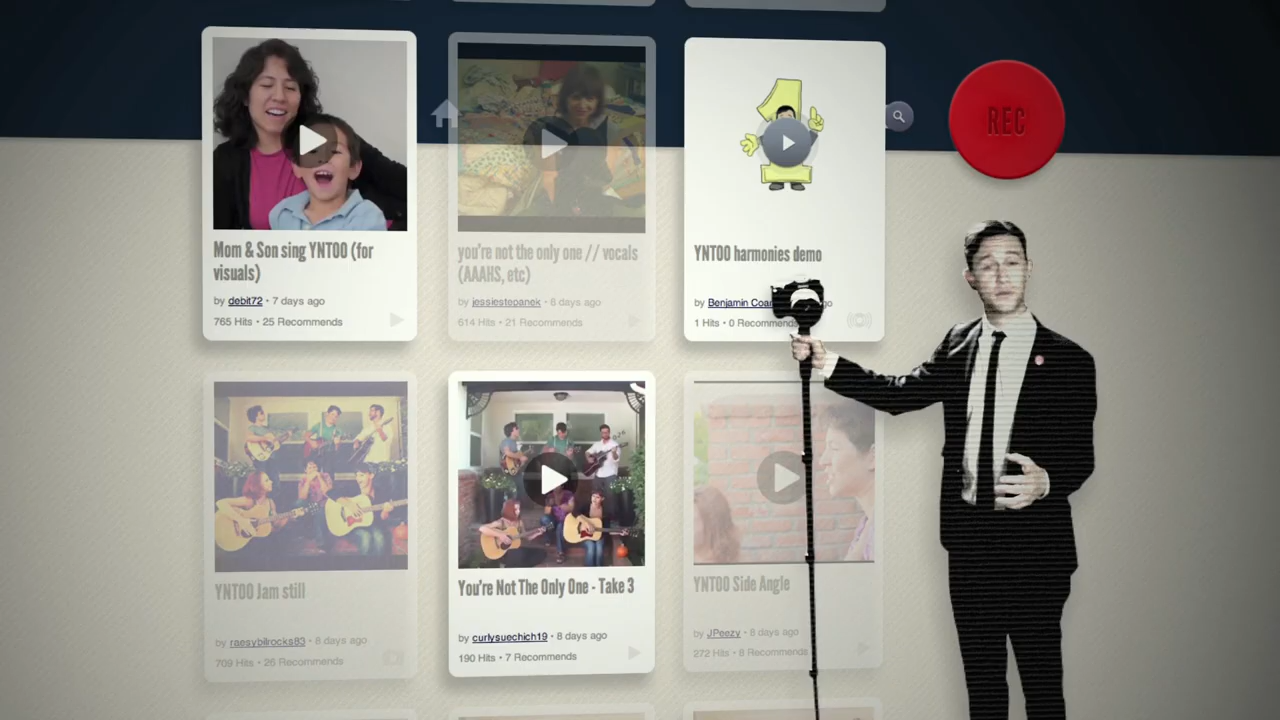 REC
Mom & Son sing YNTOO (for
visuals)
by debit72 • 7 days ago
765 Hits • 25 Recommends
you're not the only one // vocals
(AAAHS, etc)
by jessiestepanek • 8 days ago
614 Hits • 21 Recommends
YNTOO harmonies demo
by Benjamin
1 Hits • 0 Recommends
YNTOO Jam still
by raesybilrocks83 • 8 days ago
709 Hits • 26 Recommends
You're Not The Only One - Take 3
by curlysuechich19 • 8 days ago
190 Hits • 7 Recommends
YNTOO Side Angle
by JPeezy • 8 days ago
272 Hits • 8 Recommends